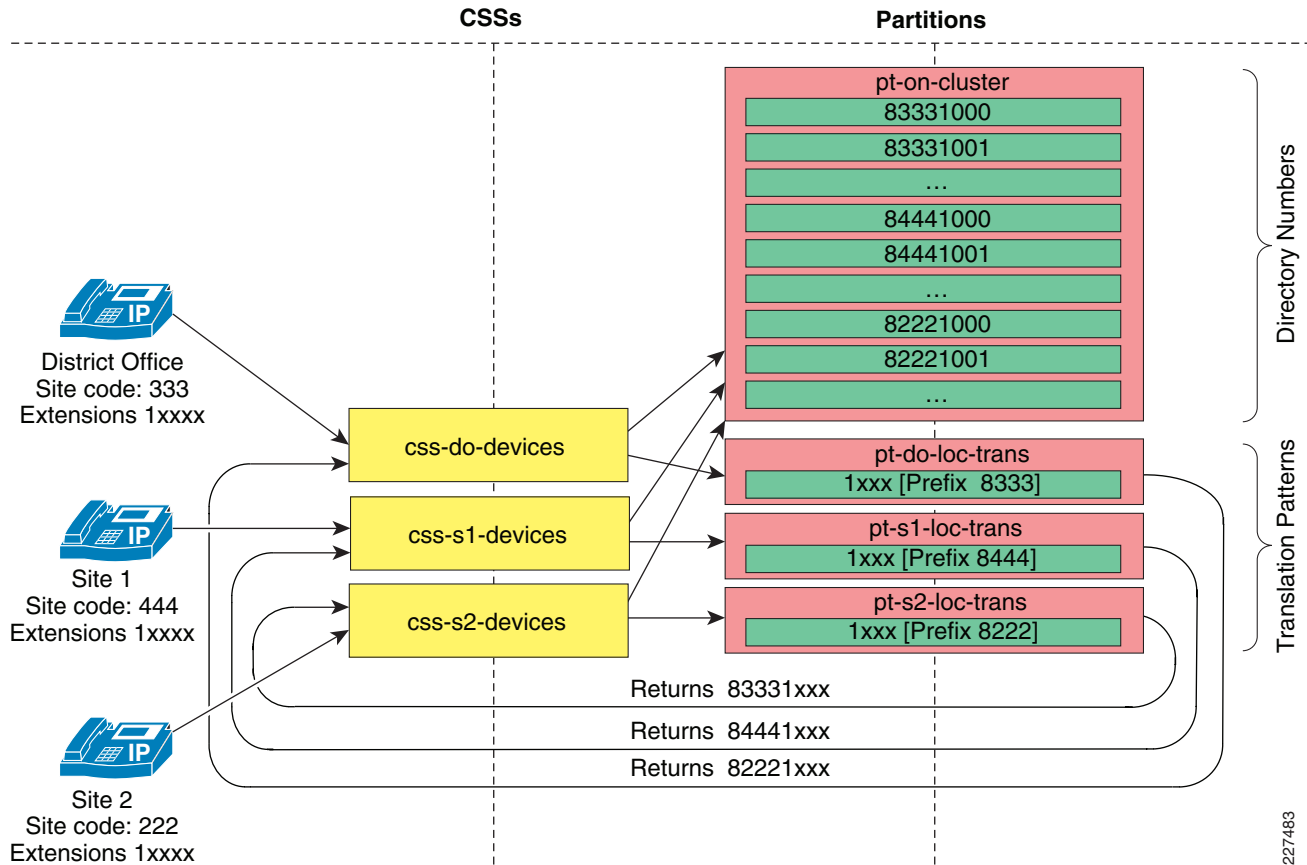 CSSs
Partitions
pt-on-cluster
83331000
83331001
...
84441000
84441001
...
82221000
82221001
...
Directory Numbers
IP
District Office
Site code: 333
Extensions 1xxxx
css-do-devices
pt-do-loc-trans
1xxx [Prefix 8333]
IP
Site 1
Site code: 444
Extensions 1xxxx
css-s1-devices
pt-s1-loc-trans
1xxx [Prefix 8444]
css-s2-devices
pt-s2-loc-trans
1xxx [Prefix 8222]
Translation Patterns
Returns 83331xxx
Returns 84441xxx
Returns 82221xxx
IP
Site 2
Site code: 222
Extensions 1xxxx
227483